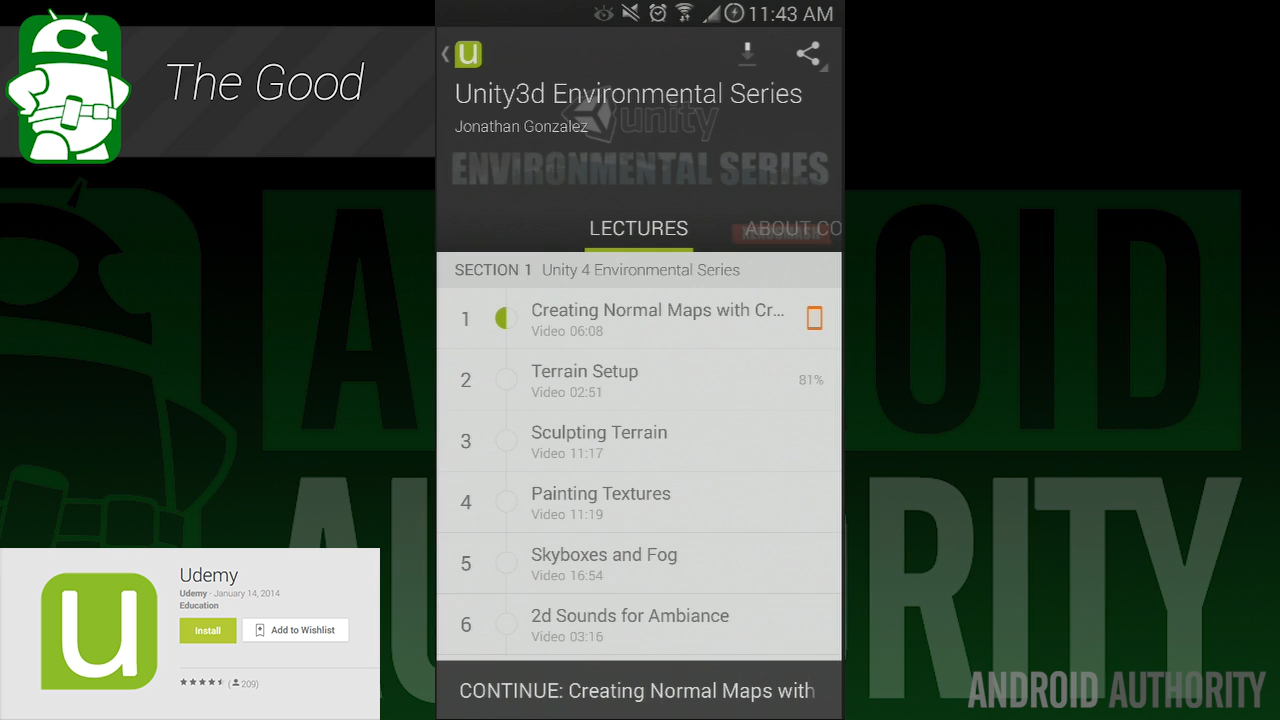 The Good
11:43 AM
u
Unity3d Environmental Series
Jonathan Gonzalez
unity
ENVIRONMENTAL SERIES
LECTURES
ABOUT CO
SECTION 1 Unity 4 Environmental Series
1
Creating Normal Maps with Cr...
Video 06:08
2
Terrain Setup
Video 02:51
81%
3
Sculpting Terrain
Video 11:17
4
Painting Textures
Video 11:19
5
Skyboxes and Fog
Video 16:54
6
2d Sounds for Ambiance
Video 03:16
CONTINUE: Creating Normal Maps with
u
Udemy
Udemy - January 14, 2014
Education
Install
Add to Wishlist
(209)
A OID
AU RITY
ANDROID AUTHORITY